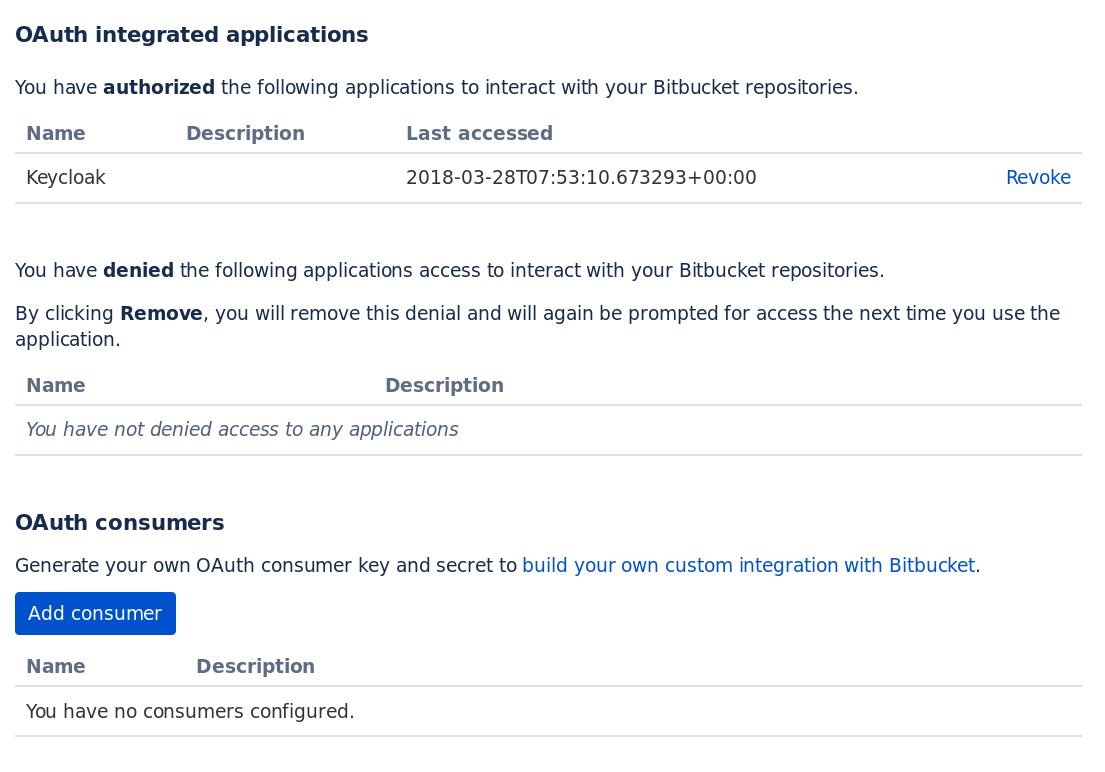 OAuth integrated applications
You have authorized the following applications to interact with your Bitbucket repositories.
Name Description Last accessed
Keycloak 2018-03-28T07:53:10.673293+00:00 Revoke
You have denied the following applications access to interact with your Bitbucket repositories.
By clicking Remove, you will remove this denial and will again be prompted for access the next time you use the
application.
Name Description
You have not denied access to any applications
OAuth consumers
Generate your own OAuth consumer key and secret to build your own custom integration with Bitbucket.
Add consumer
Name Description
You have no consumers configured.